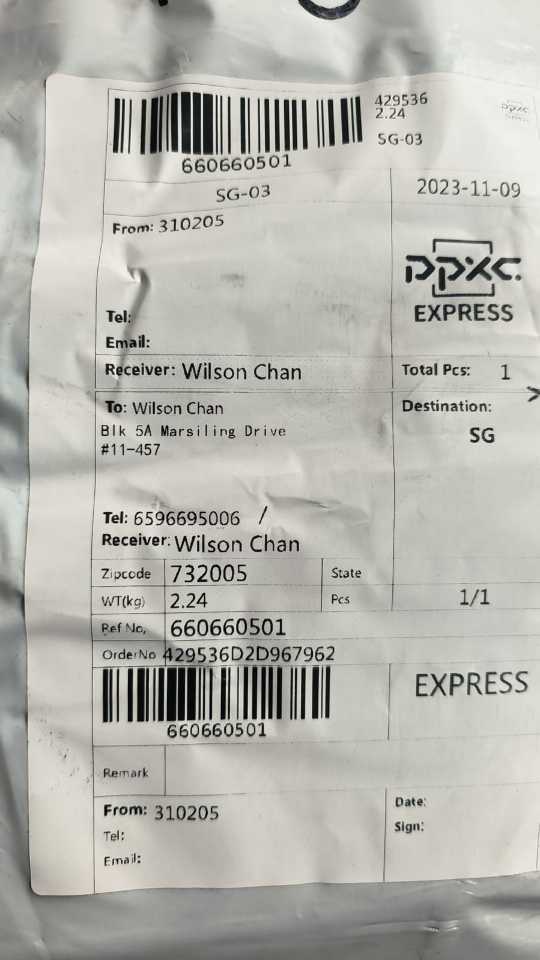 429536
2.24
SG-03
660660501
SG-03
2023-11-09
From: 310205
ppxc.
EXPRESS
Tel:
Email:
Receiver: Wilson Chan
Total Pcs: 1
To: Wilson Chan
Blk 5A Marsiling Drive
#11-457
Destination:
SG
Tel: 6596695006 /
Receiver: Wilson Chan
Zipcode 732005 State
WT(kg) 2.24 Pcs 1/1
Ref No, 660660501
OrderNo 429536D2D967962
660660501
EXPRESS
Remark
From: 310205
Tel:
Email:
Date:
Sign: